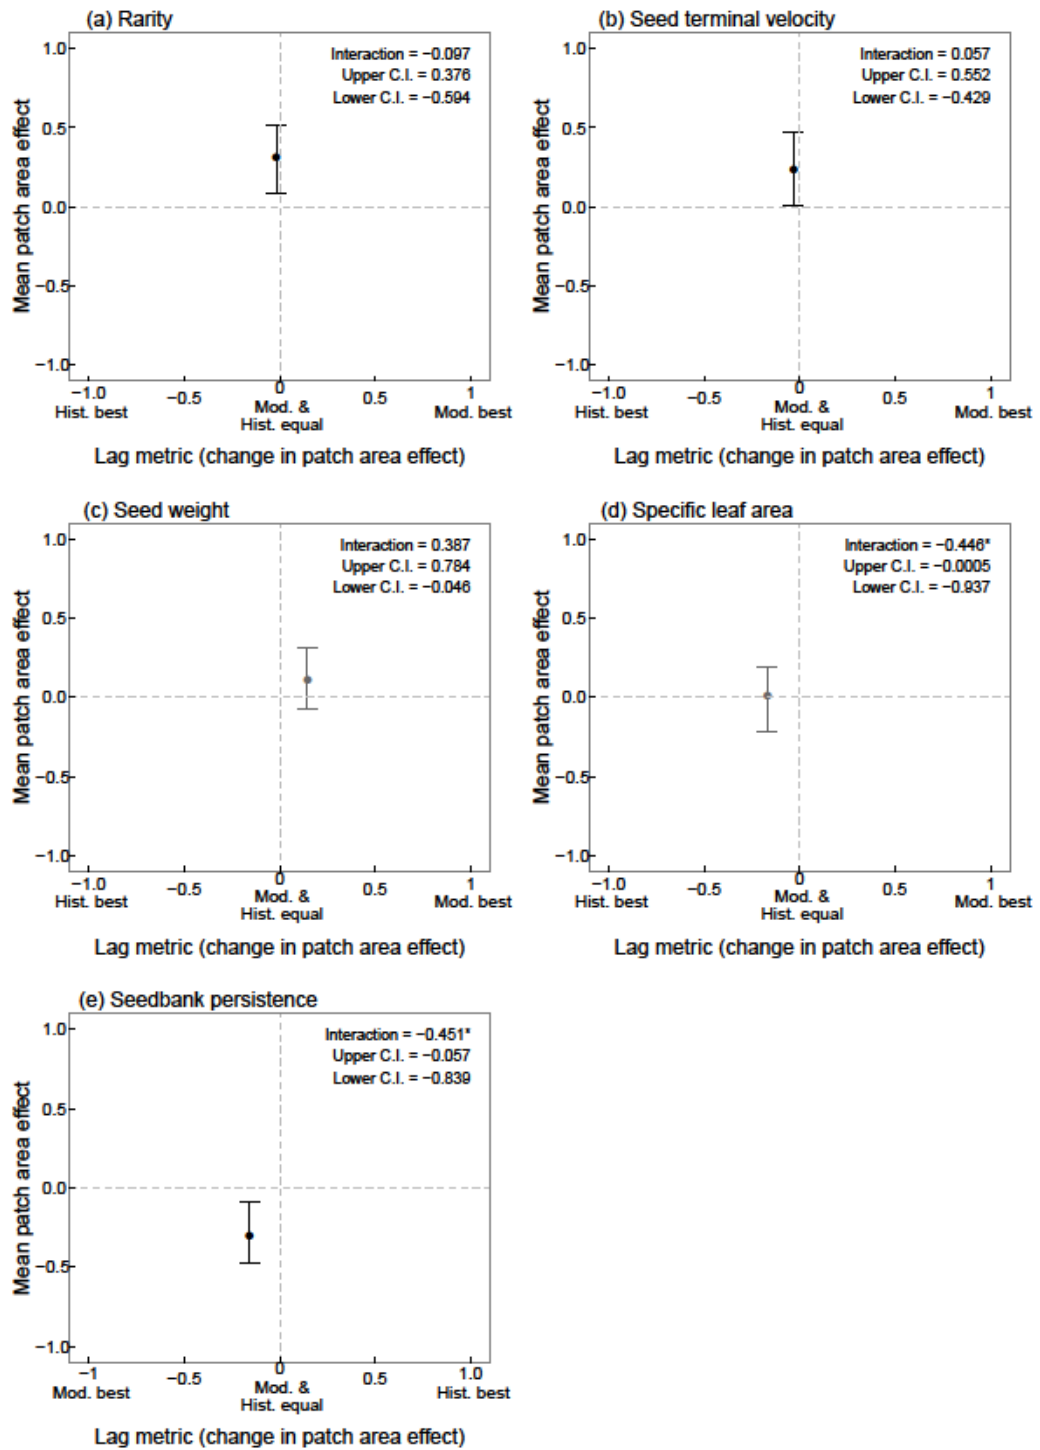 (a) Rarity
Interaction = −0.097
Upper C.I. = 0.376
Lower C.I. = −0.594
1.0
0.5
0.0
−0.5
−1.0
Mean patch area effect
−1.0 −0.5 0 0.5 1
Hist. best Mod. & Hist. equal Mod. best
Lag metric (change in patch area effect)
(b) Seed terminal velocity
Interaction = 0.057
Upper C.I. = 0.552
Lower C.I. = −0.429
1.0
0.5
0.0
−0.5
−1.0
Mean patch area effect
−1.0 −0.5 0 0.5 1
Hist. best Mod. & Hist. equal Mod. best
Lag metric (change in patch area effect)
(c) Seed weight
Interaction = 0.387
Upper C.I. = 0.784
Lower C.I. = −0.046
1.0
0.5
0.0
−0.5
−1.0
Mean patch area effect
−1.0 −0.5 0 0.5 1
Hist. best Mod. & Hist. equal Mod. best
Lag metric (change in patch area effect)
(d) Specific leaf area
Interaction = −0.446*
Upper C.I. = −0.0005
Lower C.I. = −0.937
1.0
0.5
0.0
−0.5
−1.0
Mean patch area effect
−1.0 −0.5 0 0.5 1
Hist. best Mod. & Hist. equal Mod. best
Lag metric (change in patch area effect)
(e) Seedbank persistence
Interaction = −0.451*
Upper C.I. = −0.057
Lower C.I. = −0.839
1.0
0.5
0.0
−0.5
−1.0
Mean patch area effect
−1 −0.5 0 0.5 1.0
Mod. best Mod. & Hist. equal Hist. best
Lag metric (change in patch area effect)